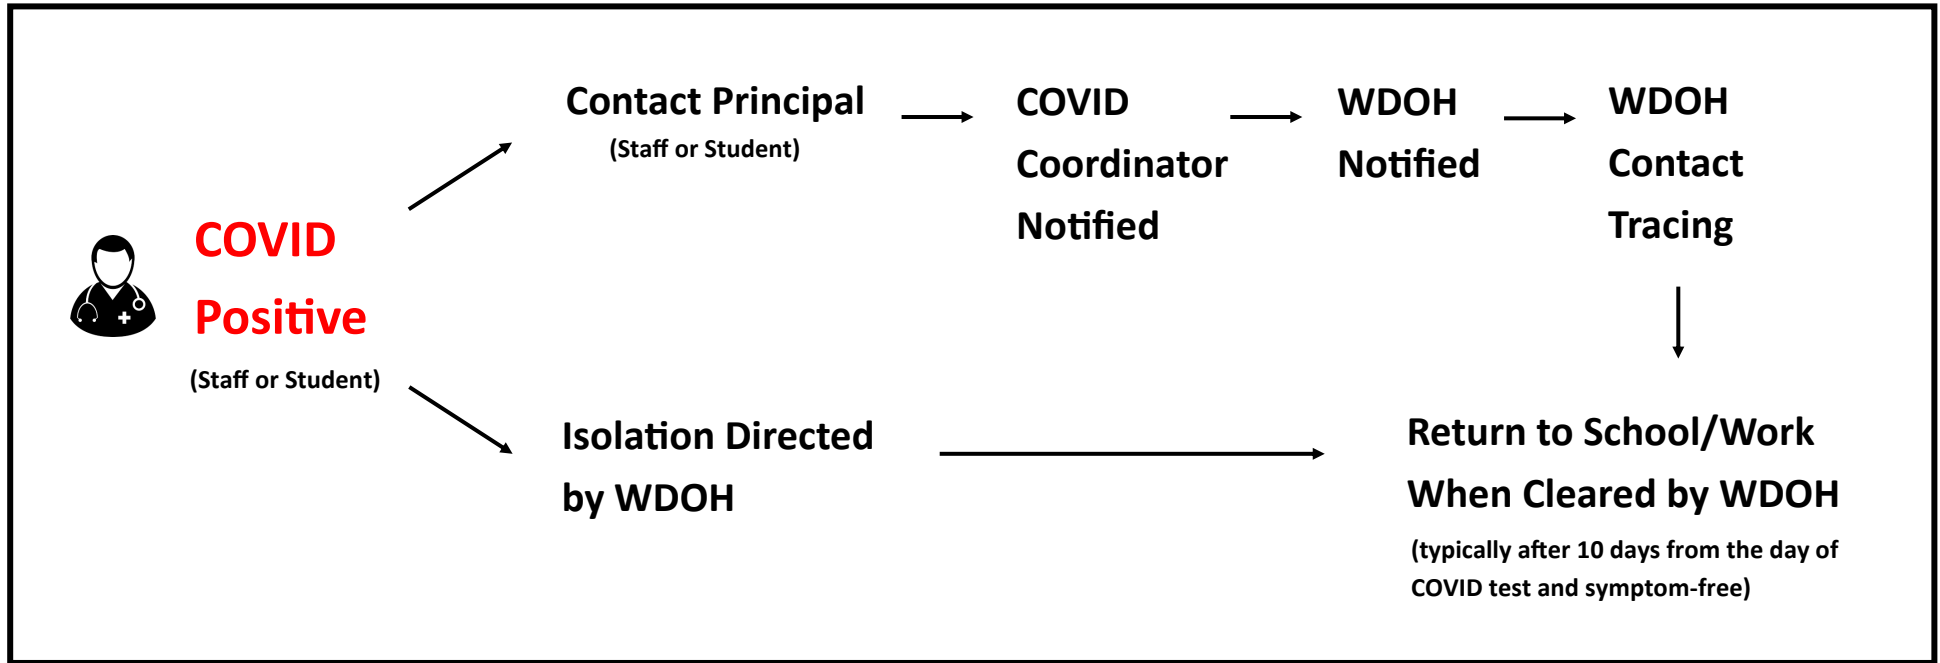 COVID
Positive
(Staff or Student)
Contact Principal
(Staff or Student)
COVID
Coordinator
Notified
WDOH
Notified
WDOH
Contact
Tracing
Isolation Directed
by WDOH
Return to School/Work
When Cleared by WDOH
(typically after 10 days from the day of
COVID test and symptom-free)